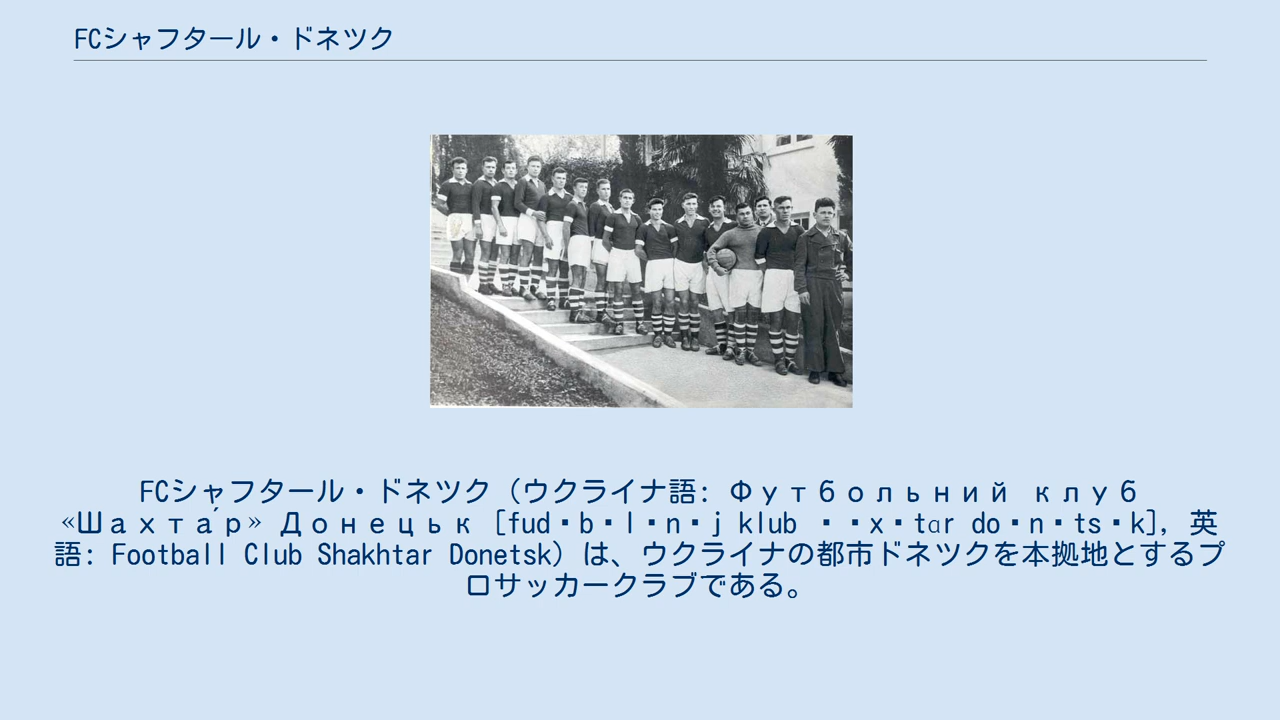 FCシャフタール・ドネツク
FCシャフタール・ドネツク（ウクライナ語: Футбольний клуб
«Шахта́р» Донецьк [fud▪b▪l▪n▪j klub ▪▪x▪tɑr do▪n▪ts▪k], 英
語: Football Club Shakhtar Donetsk）は、ウクライナの都市ドネツクを本拠地とするプ
ロサッカークラブである。